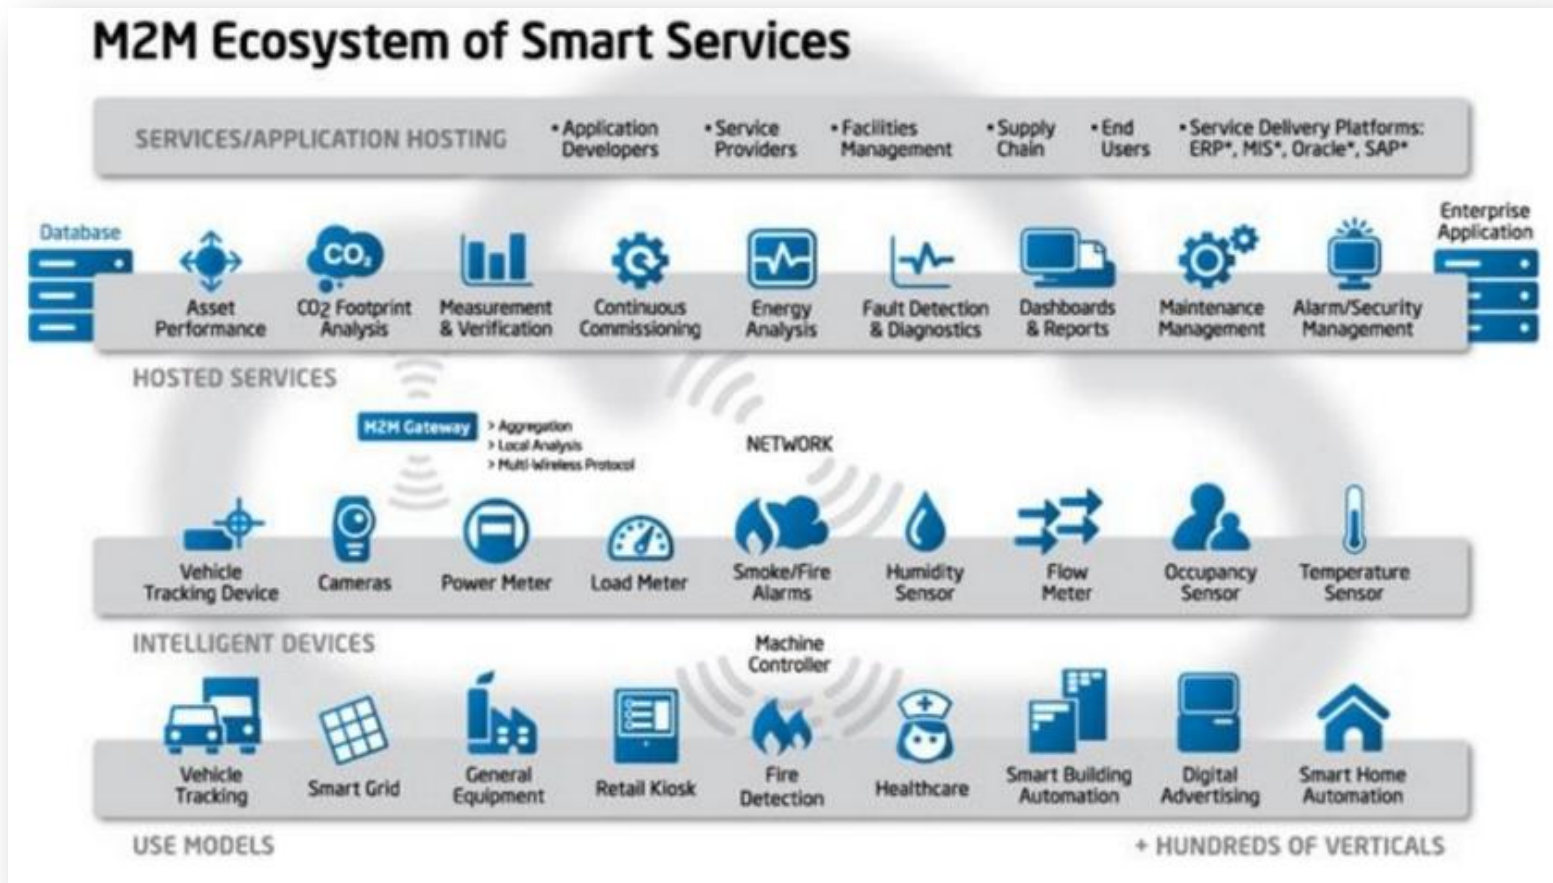 M2M Ecosystem of Smart Services
SERVICES/APPLICATION HOSTING
• Application
Developers
• Service
Providers
• Facilities
Management
• Supply
Chain
• End
Users
• Service Delivery Platforms:
ERP*, MIS*, Oracle*, SAP*
Database
Enterprise
Application
CO₂
Asset
Performance
CO2 Footprint
Analysis
Measurement
& Verification
Continuous
Commissioning
Energy
Analysis
Fault Detection
& Diagnostics
Dashboards
& Reports
Maintenance
Management
Alarm/Security
Management
HOSTED SERVICES
M2M Gateway
> Aggregation
> Local Analysis
> Multi-Wireless Protocol
NETWORK
Vehicle
Tracking Device
Cameras
Power Meter
Load Meter
Smoke/Fire
Alarms
Humidity
Sensor
Flow
Meter
Occupancy
Sensor
Temperature
Sensor
INTELLIGENT DEVICES
Machine
Controller
Vehicle
Tracking
Smart Grid
General
Equipment
Retail Kiosk
Fire
Detection
Healthcare
Smart Building
Automation
Digital
Advertising
Smart Home
Automation
USE MODELS
+ HUNDREDS OF VERTICALS